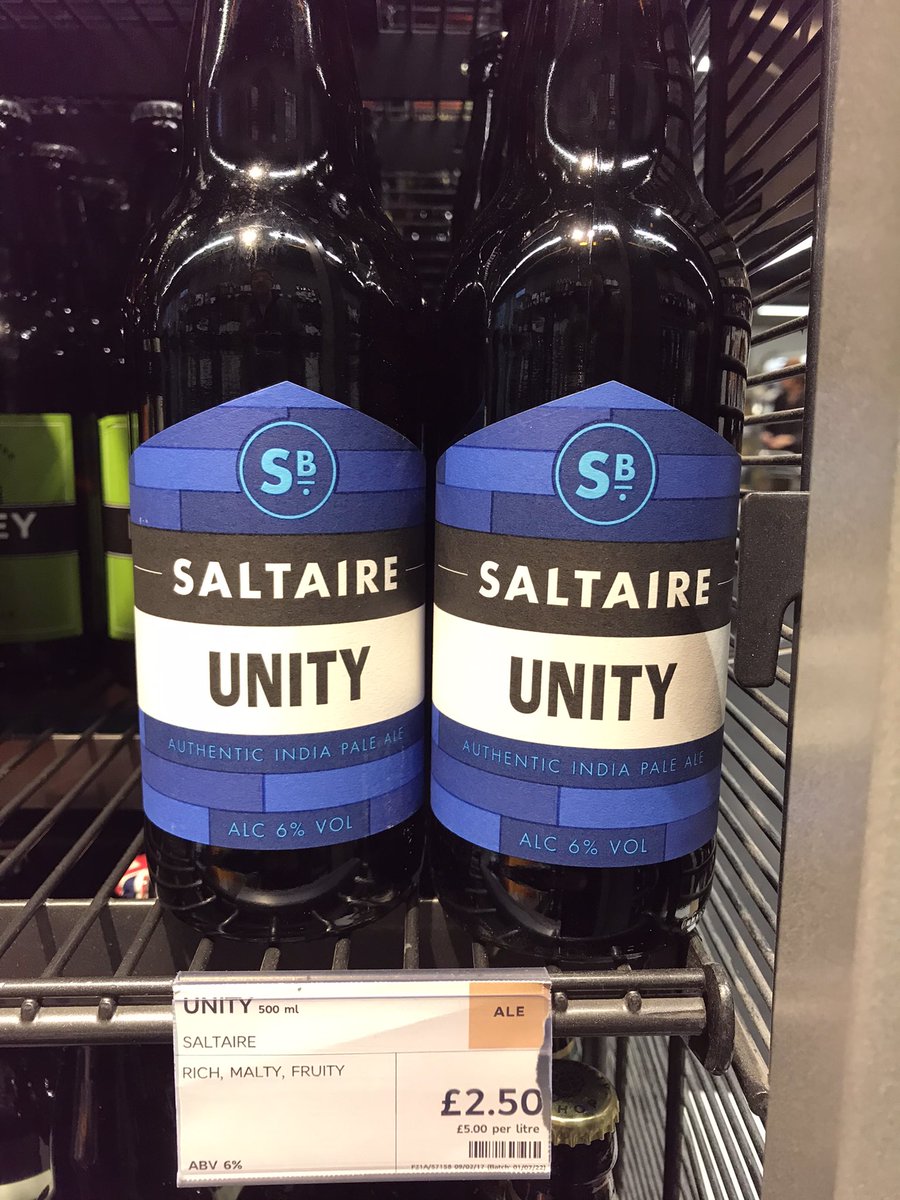 SB
SALTAIRE
UNITY
AUTHENTIC INDIA PALE ALE
ALC 6% VOL
SB
SALTAIRE
UNITY
AUTHENTIC INDIA PALE ALE
ALC 6% VOL
EY
UNITY 500 ml
ALE
SALTAIRE
RICH, MALTY, FRUITY
£2.50
£5.00 per litre
ABV 6%